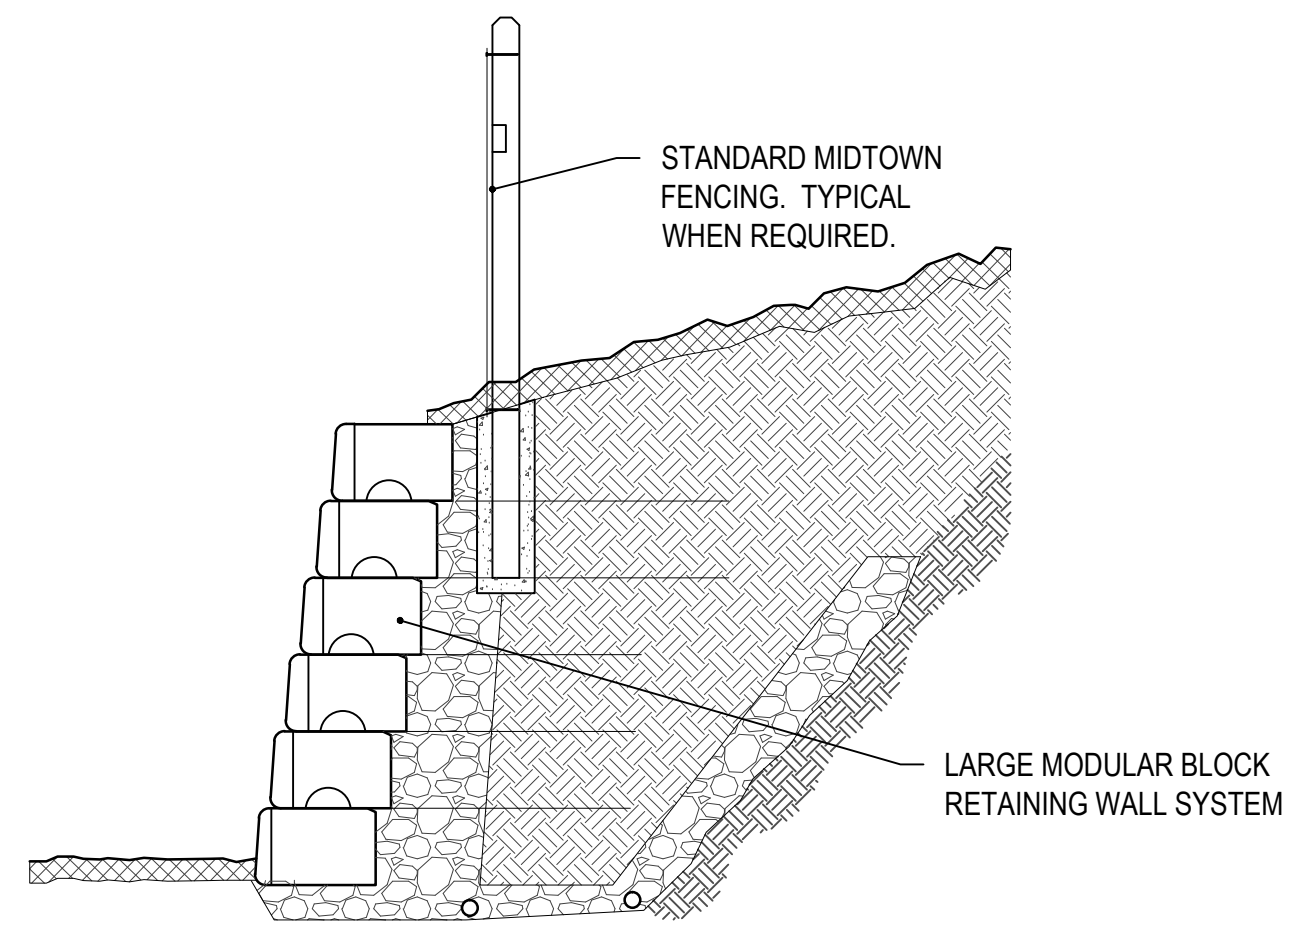 STANDARD MIDTOWN
FENCING. TYPICAL
WHEN REQUIRED.
LARGE MODULAR BLOCK
RETAINING WALL SYSTEM